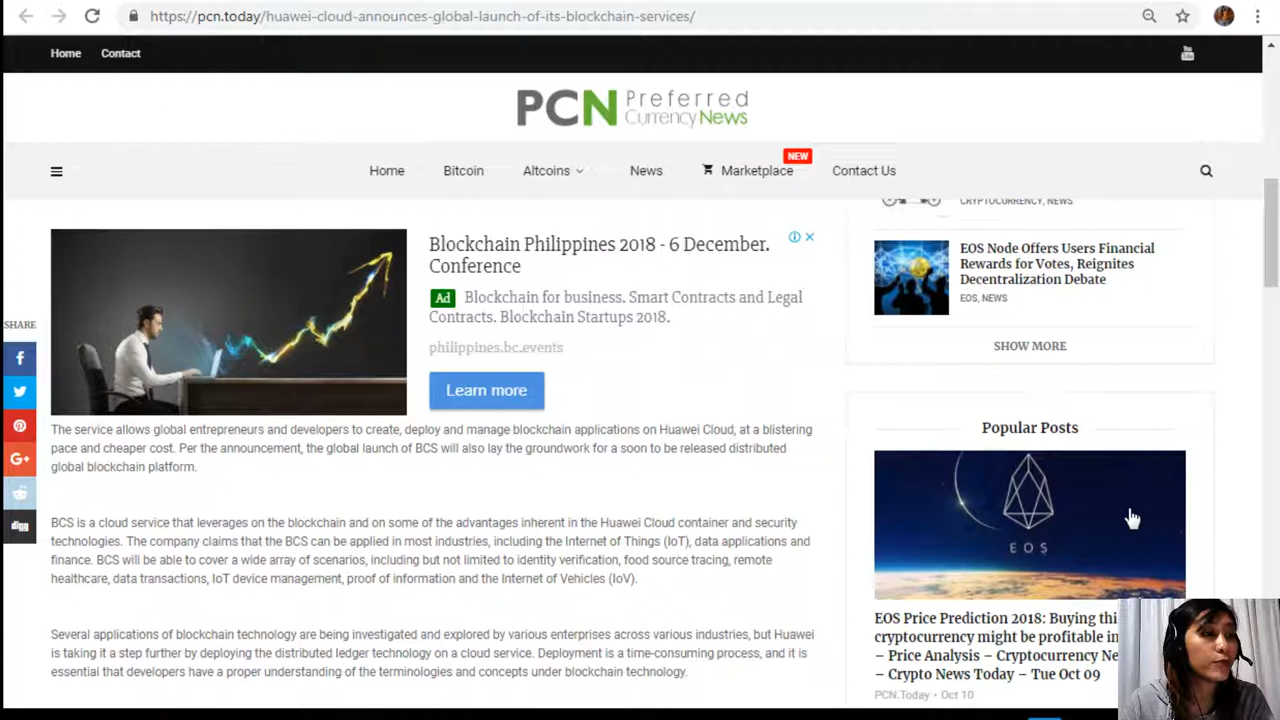 https://pcn.today/huawei-cloud-announces-global-launch-of-its-blockchain-services/
Home Contact
You
PCN Preferred
Currency News
NEW
Home Bitcoin Altcoins News Marketplace Contact Us
SHARE
digg
Blockchain Philippines 2018 - 6 December.
Conference
Ad Blockchain for business. Smart Contracts and Legal
Contracts. Blockchain Startups 2018.
philippines.bc.events
Learn more
The service allows global entrepreneurs and developers to create, deploy and manage blockchain applications on Huawei Cloud, at a blistering
pace and cheaper cost. Per the announcement, the global launch of BCS will also lay the groundwork for a soon to be released distributed
global blockchain platform.
BCS is a cloud service that leverages on the blockchain and on some of the advantages inherent in the Huawei Cloud container and security
technologies. The company claims that the BCS can be applied in most industries, including the Internet of Things (IoT), data applications and
finance. BCS will be able to cover a wide array of scenarios, including but not limited to identity verification, food source tracing, remote
healthcare, data transactions, IoT device management, proof of information and the Internet of Vehicles (IoV).
Several applications of blockchain technology are being investigated and explored by various enterprises across various industries, but Huawei
is taking it a step further by deploying the distributed ledger technology on a cloud service. Deployment is a time-consuming process, and it is
essential that developers have a proper understanding of the terminologies and concepts under blockchain technology.
CRYPTOCURRENCY, NEWS
EOS Node Offers Users Financial
Rewards for Votes, Reignites
Decentralization Debate
EOS, NEWS
SHOW MORE
Popular Posts
EOS
EOS Price Prediction 2018: Buying thi
cryptocurrency might be profitable in
– Price Analysis – Cryptocurrency Ne
– Crypto News Today – Tue Oct 09
PCN.Today • Oct 10